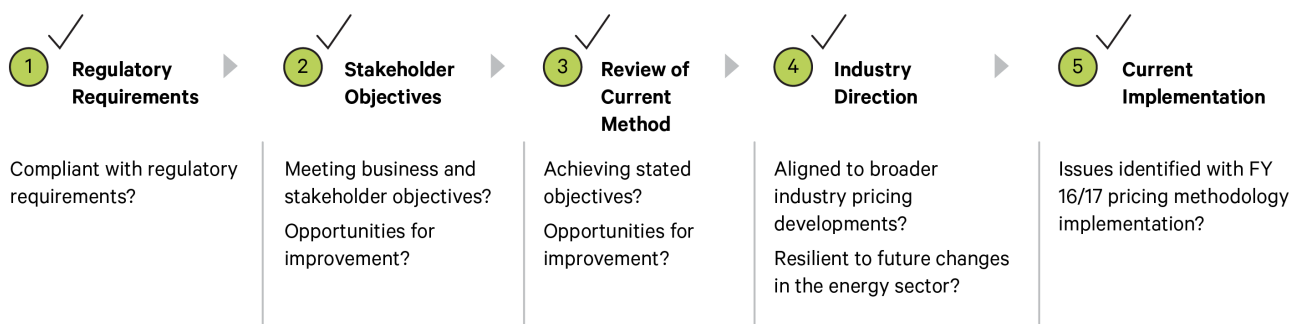 1
Regulatory
Requirements
Compliant with regulatory
requirements?
2
Stakeholder
Objectives
Meeting business and
stakeholder objectives?
Opportunities for
improvement?
3
Review of
Current
Method
Achieving stated
objectives?
Opportunities for
improvement?
4
Industry
Direction
Aligned to broader
industry pricing
developments?
Resilient to future changes
in the energy sector?
5
Current
Implementation
Issues identified with FY
16/17 pricing methodology
implementation?